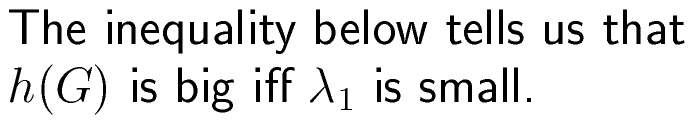 The inequality below tells us that
h(G) is big iff λ₁ is small.